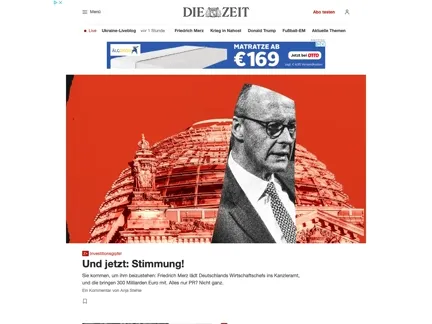 Menü
DIE ZEIT
Abo testen
Live
Ukraine-Liveblog
vor 1 Stunde
Friedrich Merz
Krieg in Nahost
Donald Trump
Fußball-EM
Aktuelle Themen
MATRATZE AB
€169
Jetzt bei OTTO
Z+ Investitionsgipfel
Und jetzt: Stimmung!
Sie kommen, um ihm beizustehen: Friedrich Merz lädt Deutschlands Wirtschaftschefs ins Kanzleramt,
und die bringen 300 Milliarden Euro mit. Alles nur PR? Nicht ganz.
Ein Kommentar von Anja Stehle